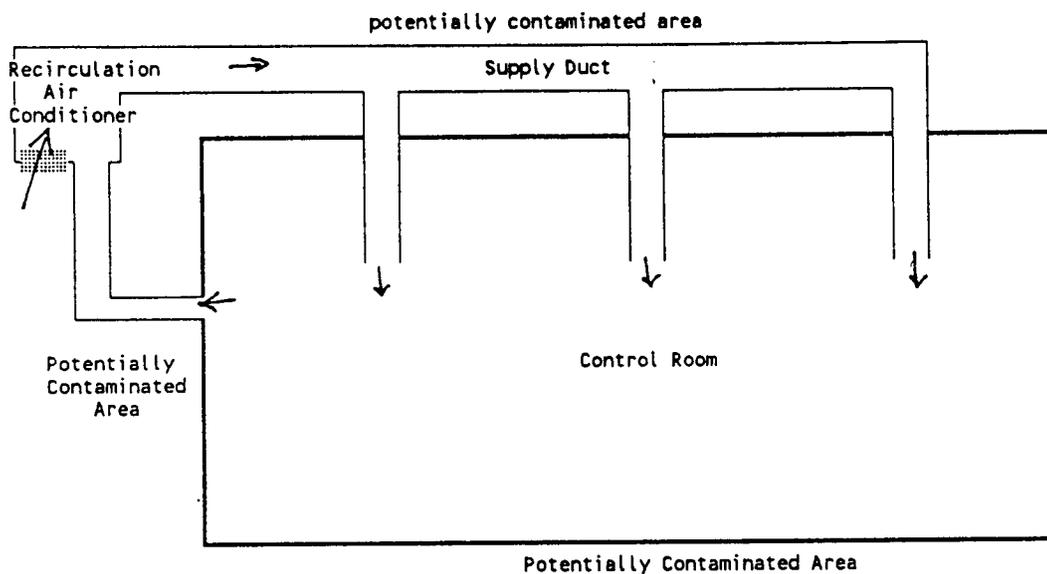 potentially contaminated area
Recirculation
Air
Conditioner
Supply Duct
Potentially
Contaminated
Area
Control Room
Potentially Contaminated Area